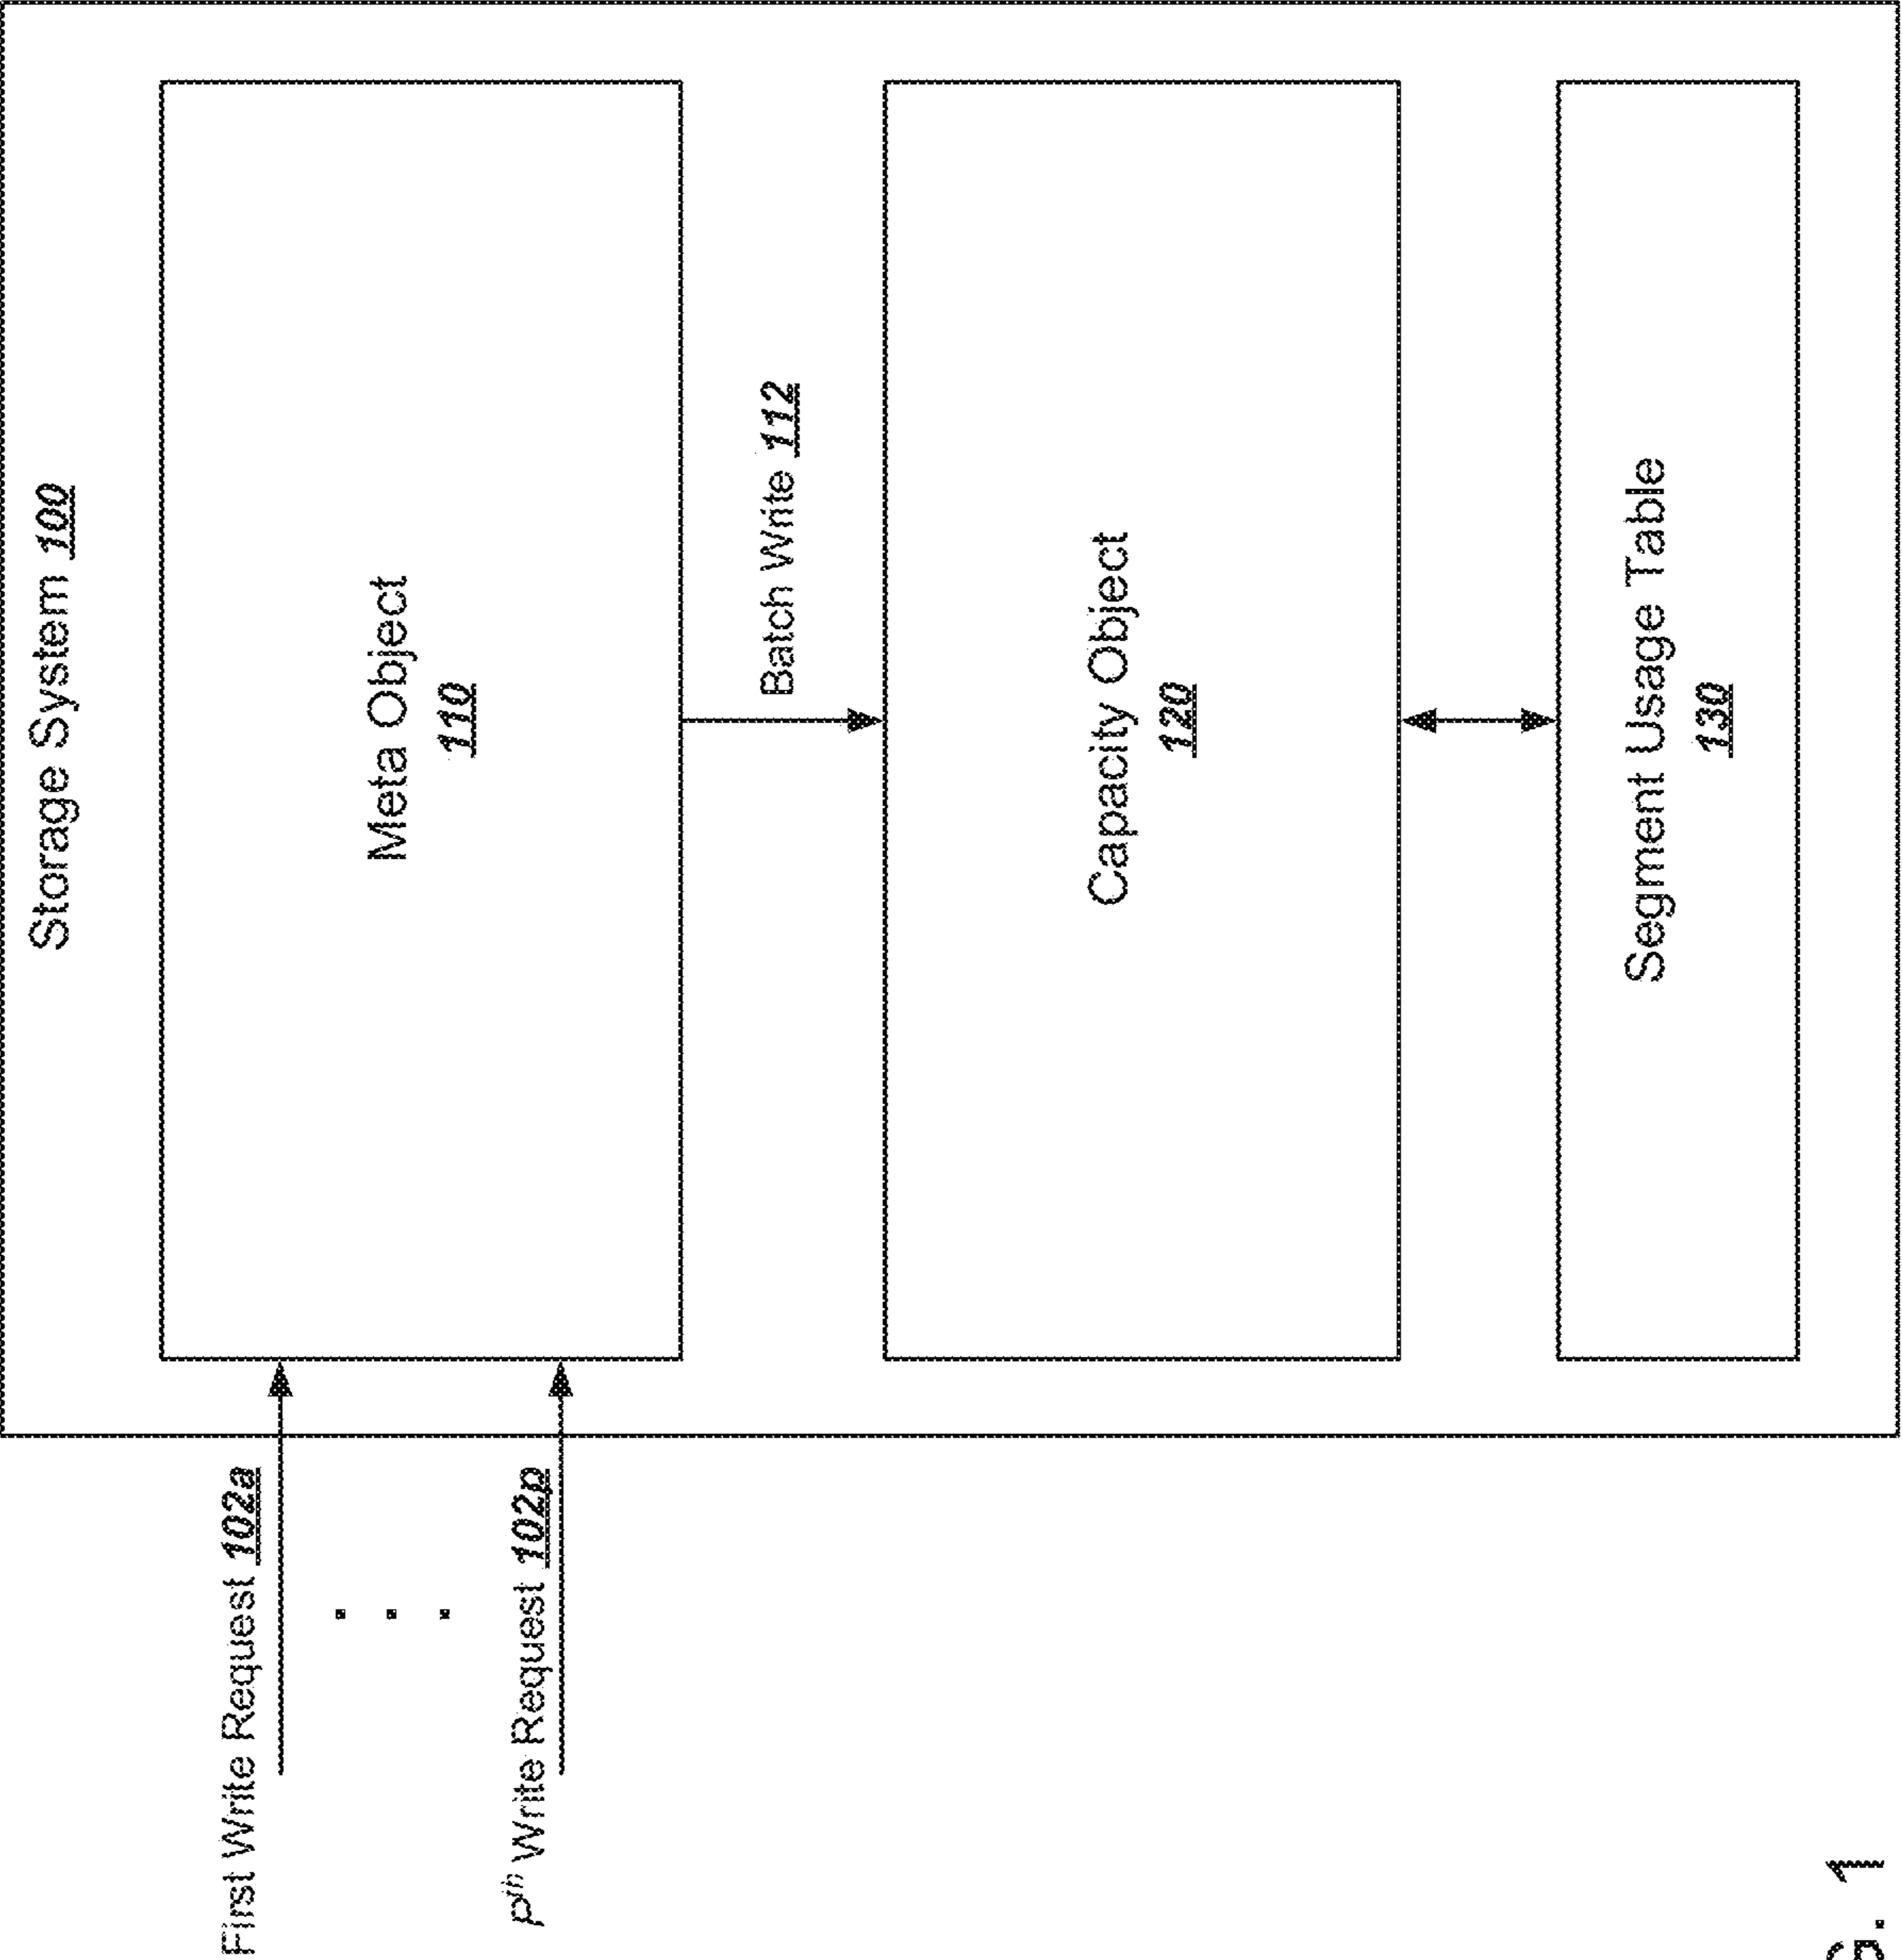 Storage System 100
First Write Request 102a
Pth Write Request 102p
Meta Object
110
Batch Write 112
Capacity Object
120
Segment Usage Table
130
. 1